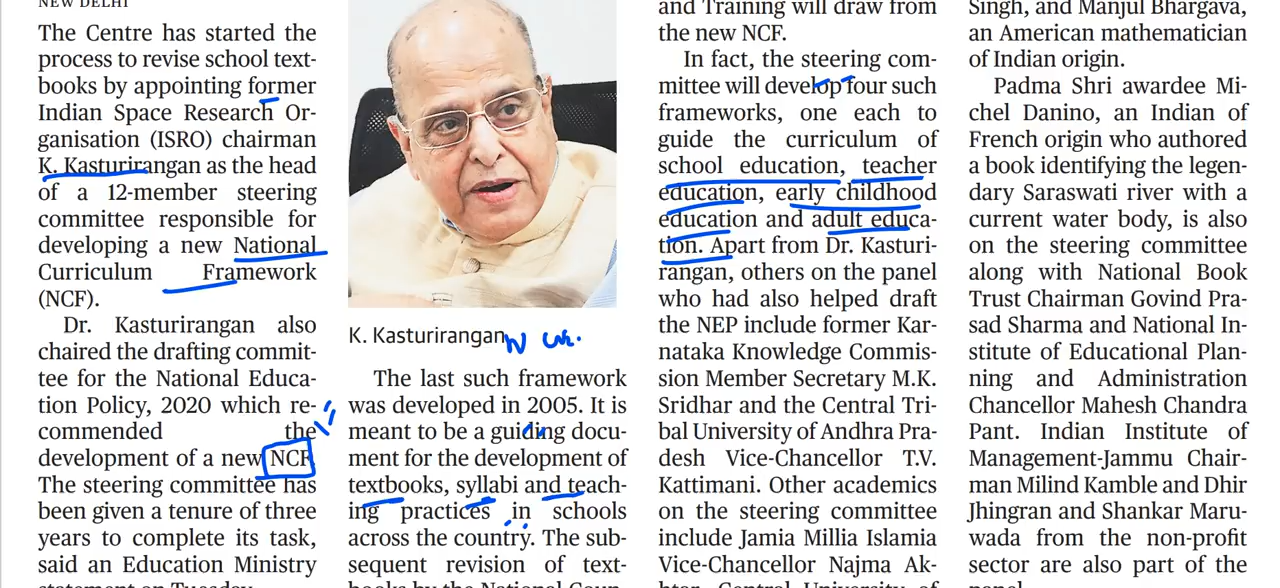 NEW DELHI
The Centre has started the
process to revise school text-
books by appointing former
Indian Space Research Or-
ganisation (ISRO) chairman
K. Kasturirangan as the head
of a 12-member steering
committee responsible for
developing a new National
Curriculum Framework
(NCF).
Dr. Kasturirangan also
chaired the drafting commit-
tee for the National Educa-
tion Policy, 2020 which re-
commended the
development of a new NCF.
The steering committee has
been given a tenure of three
years to complete its task,
said an Education Ministry
statement on Tuesday.
K. Kasturirangan
The last such framework
was developed in 2005. It is
meant to be a guiding docu-
ment for the development of
textbooks, syllabi and teach-
ing practices in schools
across the country. The sub-
sequent revision of text-
books by the National Coun-
and Training will draw from
the new NCF.
In fact, the steering com-
mittee will develop four such
frameworks, one each to
guide the curriculum of
school education, teacher
education, early childhood
education and adult educa-
tion. Apart from Dr. Kasturi-
rangan, others on the panel
who had also helped draft
the NEP include former Kar-
nataka Knowledge Commis-
sion Member Secretary M.K.
Sridhar and the Central Tri-
bal University of Andhra Pra-
desh Vice-Chancellor T.V.
Kattimani. Other academics
on the steering committee
include Jamia Millia Islamia
Vice-Chancellor Najma Ak-
htar, Central University of
Singh, and Manjul Bhargava,
an American mathematician
of Indian origin.
Padma Shri awardee Mi-
chel Danino, an Indian of
French origin who authored
a book identifying the legen-
dary Saraswati river with a
current water body, is also
on the steering committee
along with National Book
Trust Chairman Govind Pra-
sad Sharma and National In-
stitute of Educational Plan-
ning and Administration
Chancellor Mahesh Chandra
Pant. Indian Institute of
Management-Jammu Chair-
man Milind Kamble and Dhir
Jhingran and Shankar Maru-
wada from the non-profit
sector are also part of the
panel.